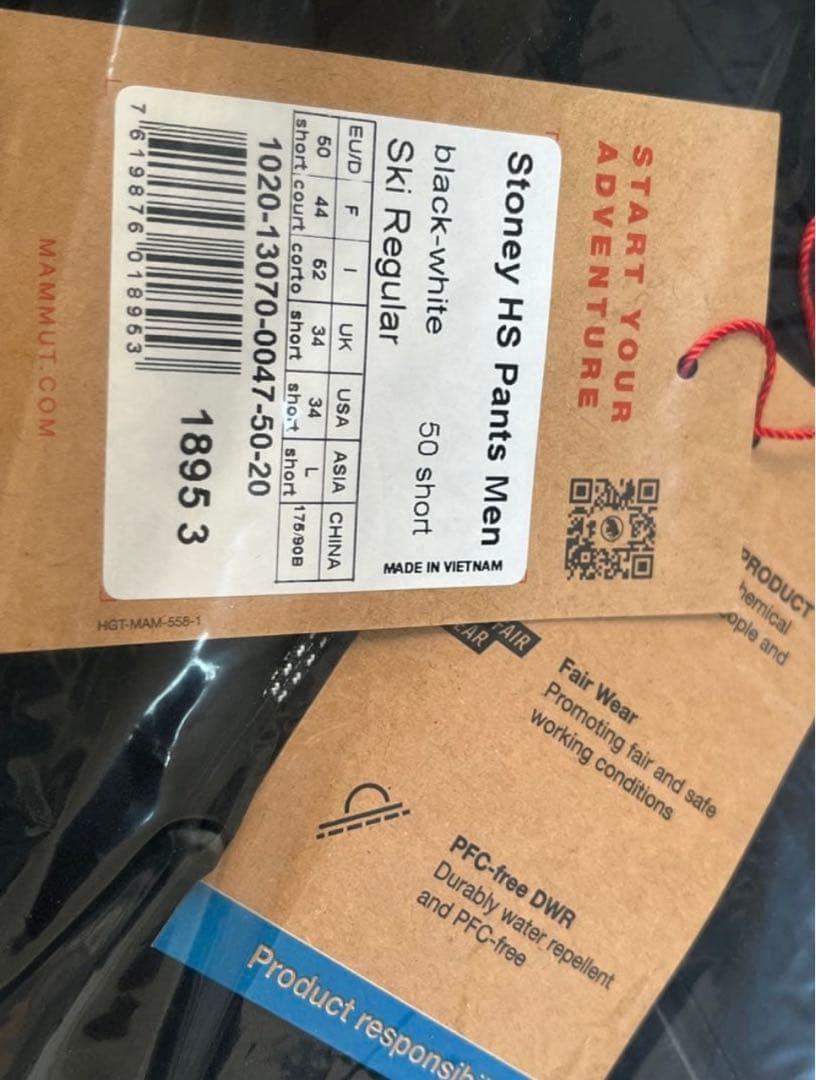 START YOUR
ADVENTURE
Stoney HS Pants Men
black-white 50 short
Ski Regular
MADE IN VIETNAM
EU/D F I UK USA ASIA CHINA
50 44 52 34 34 L 175/90B
short court corto short short short
1020-13070-0047-50-20
7 619876 018953
1895 3
MAMMUT.COM
HGT-MAM-558-1
PRODUCT
hemical
ople and
FAIR
EAR
Fair Wear
Promoting fair and safe
working conditions
PFC-free DWR
Durably water repellent
and PFC-free
Product responsib